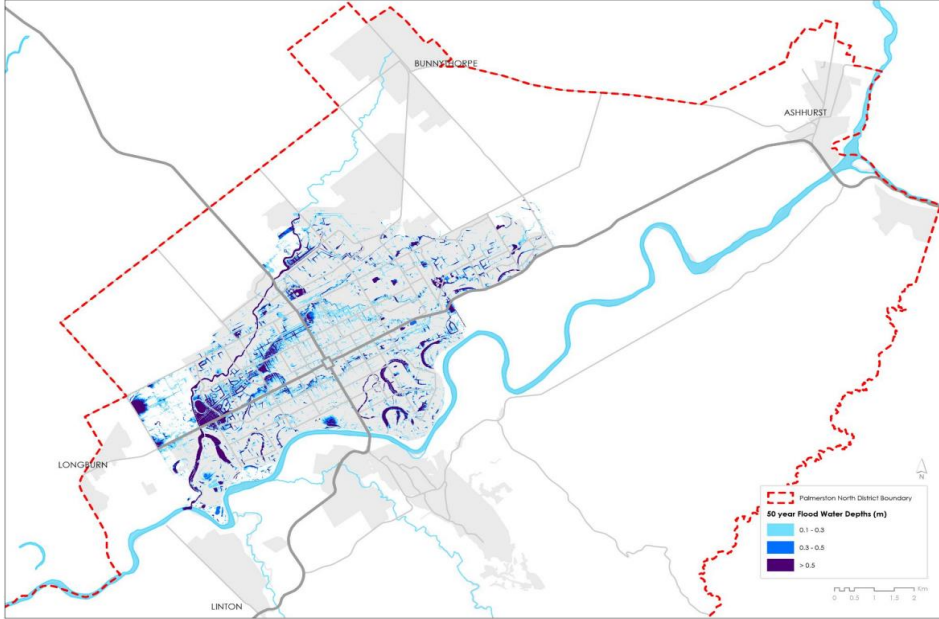 BUNNYTHORPE
ASHHURST
LONGBURN
LINTON
N
Palmerston North District Boundary
50 year Flood Water Depths (m)
0.1 - 0.3
0.3 - 0.5
> 0.5
0 0.5 1 1.5 2 Km